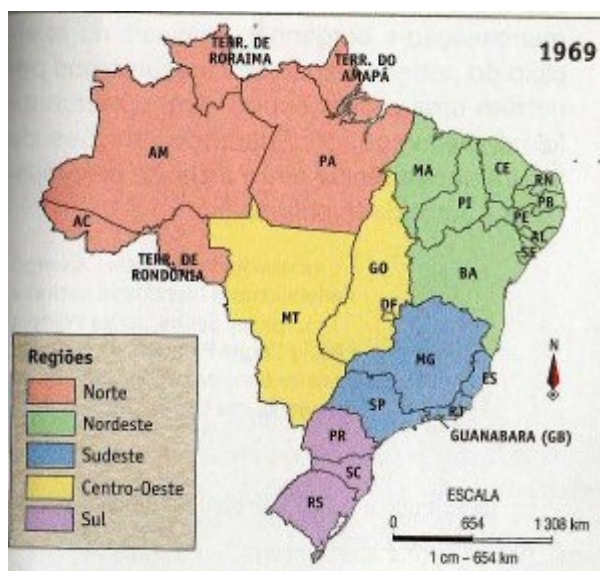 1969
TERR. DE
RORAIMA
TERR. DO
AMAPÁ
AM
PA
MA
CE
RN
PB
PI
PE
AL
SE
AC
TERR. DE
RONDÔNIA
BA
MT
GO
DF
MG
ES
SP
RJ
GUANABARA (GB)
PR
SC
RS
N
Regiões
Norte
Nordeste
Sudeste
Centro-Oeste
Sul
ESCALA
0 654 1 308 km
1 cm – 654 km